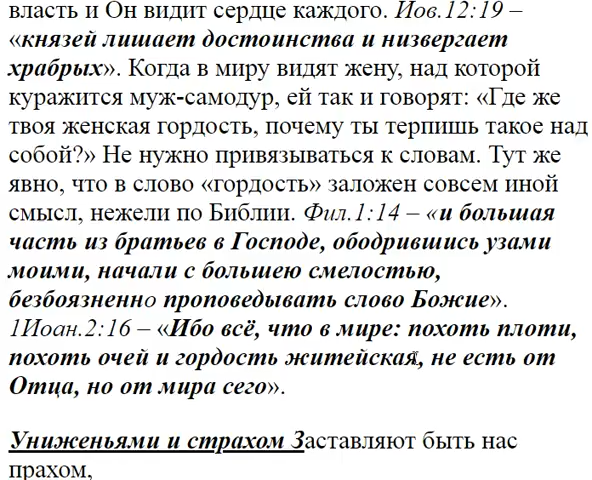 власть и Он видит сердце каждого. Иов.12:19 –
«князей лишает достоинства и низвергает
храбрых». Когда в миру видят жену, над которой
куражится муж-самодур, ей так и говорят: «Где же
твоя женская гордость, почему ты терпишь такое над
собой?» Не нужно привязываться к словам. Тут же
явно, что в слово «гордость» заложен совсем иной
смысл, нежели по Библии. Фил.1:14 – «и большая
часть из братьев в Господе, ободрившись узами
моими, начали с большею смелостью,
безбоязненно проповедывать слово Божие».
1Иоан.2:16 – «Ибо всё, что в мире: похоть плоти,
похоть очей и гордость житейская, не есть от
Отца, но от мира сего».
Униженьями и страхом Заставляют быть нас
прахом,